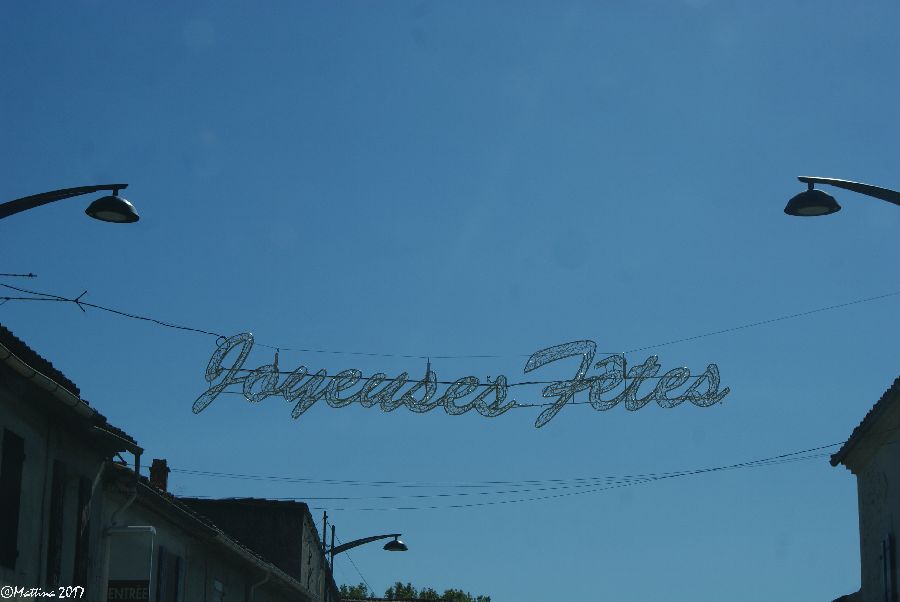 Joyeuses Fêtes
ENTRÉE
©Mattina 2017